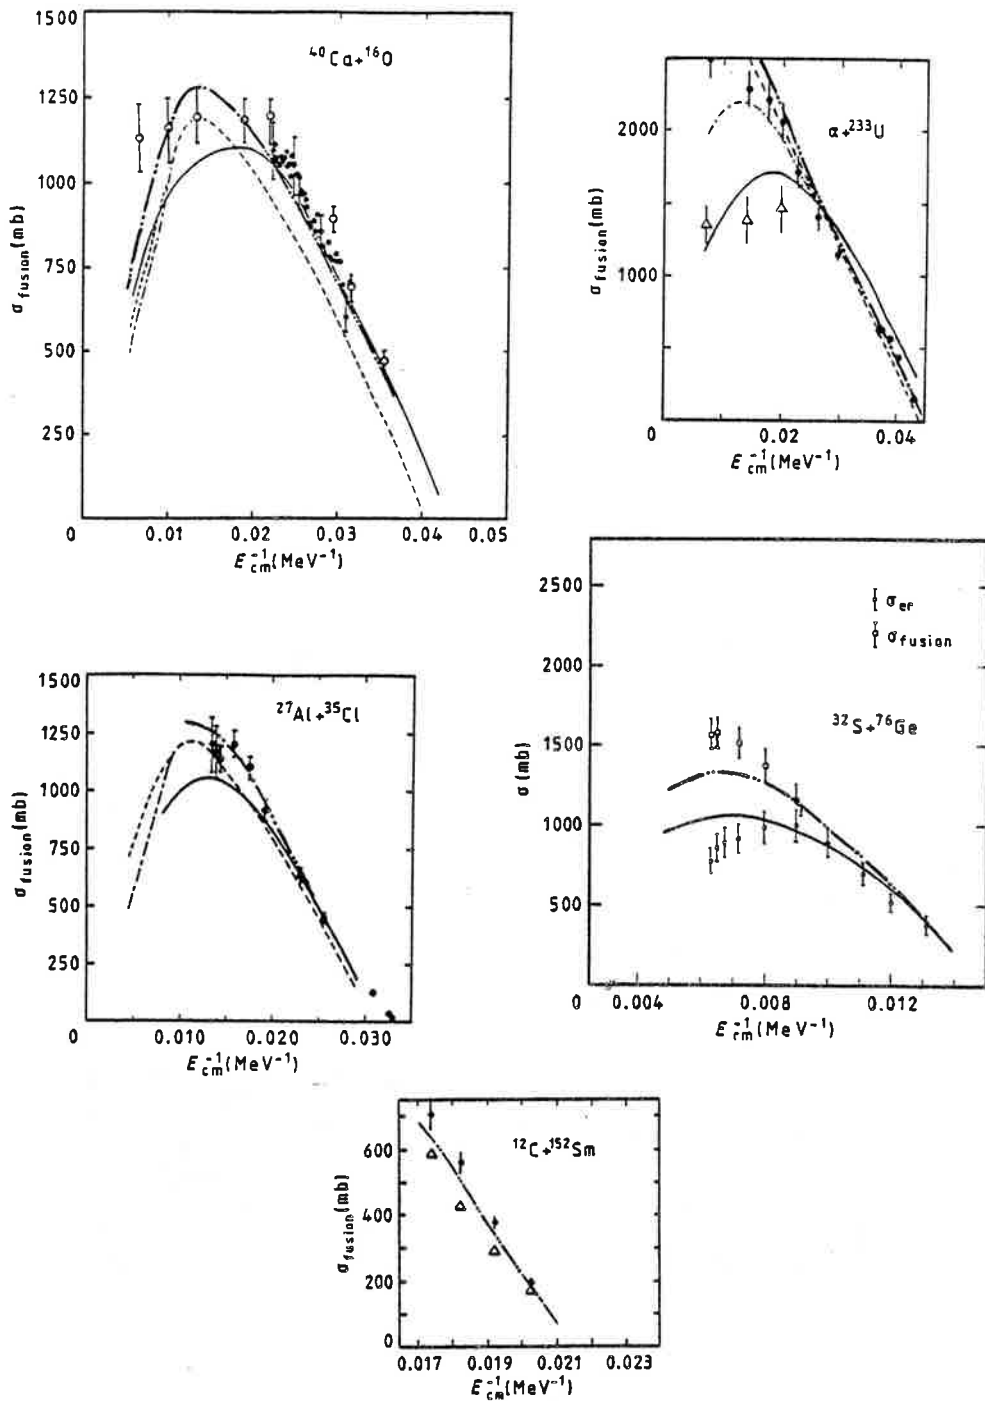 1500
1250
1000
750
500
250
0
0.01
0.02
0.03
0.04
0.05
σfusion(mb)
E⁻¹cm(MeV⁻¹)
⁴⁰Ca+¹⁶O
2000
1000
0
0.02
0.04
σfusion(mb)
E⁻¹cm(MeV⁻¹)
α+²³³U
1500
1250
1000
750
500
250
0
0.010
0.020
0.030
σfusion(mb)
E⁻¹cm(MeV⁻¹)
²⁷Al+³⁵Cl
2500
2000
1500
1000
500
0
0.004
0.008
0.012
σ(mb)
E⁻¹cm(MeV⁻¹)
σer
σfusion
³²S+⁷⁶Ge
600
400
200
0
0.017
0.019
0.021
0.023
σfusion(mb)
E⁻¹cm(MeV⁻¹)
¹²C+¹⁵²Sm